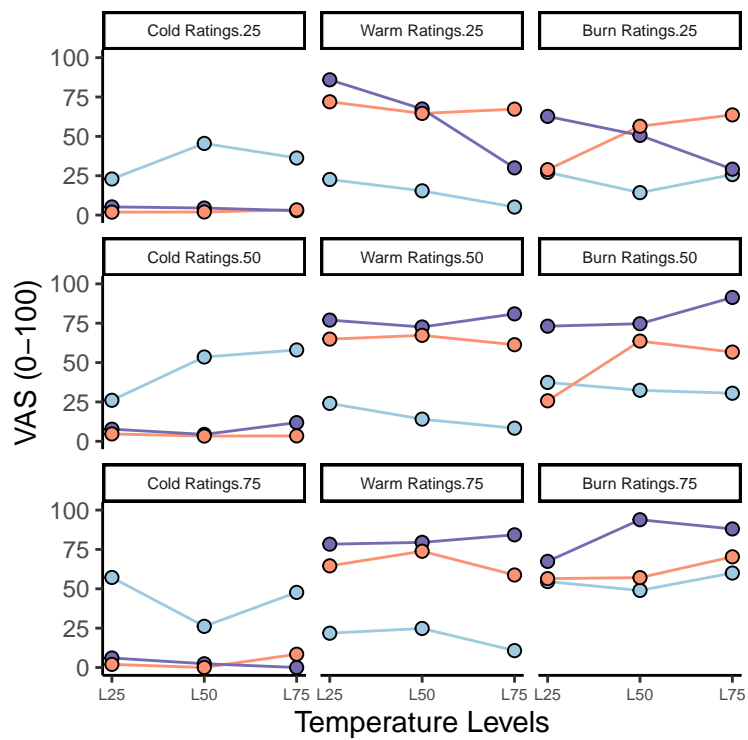 Cold Ratings.25 Warm Ratings.25 Burn Ratings.25
100
75
50
25
0
Cold Ratings.50 Warm Ratings.50 Burn Ratings.50
100
75
50
25
0
Cold Ratings.75 Warm Ratings.75 Burn Ratings.75
100
75
50
25
0
VAS (0−100)
L25 L50 L75 L25 L50 L75 L25 L50 L75
Temperature Levels